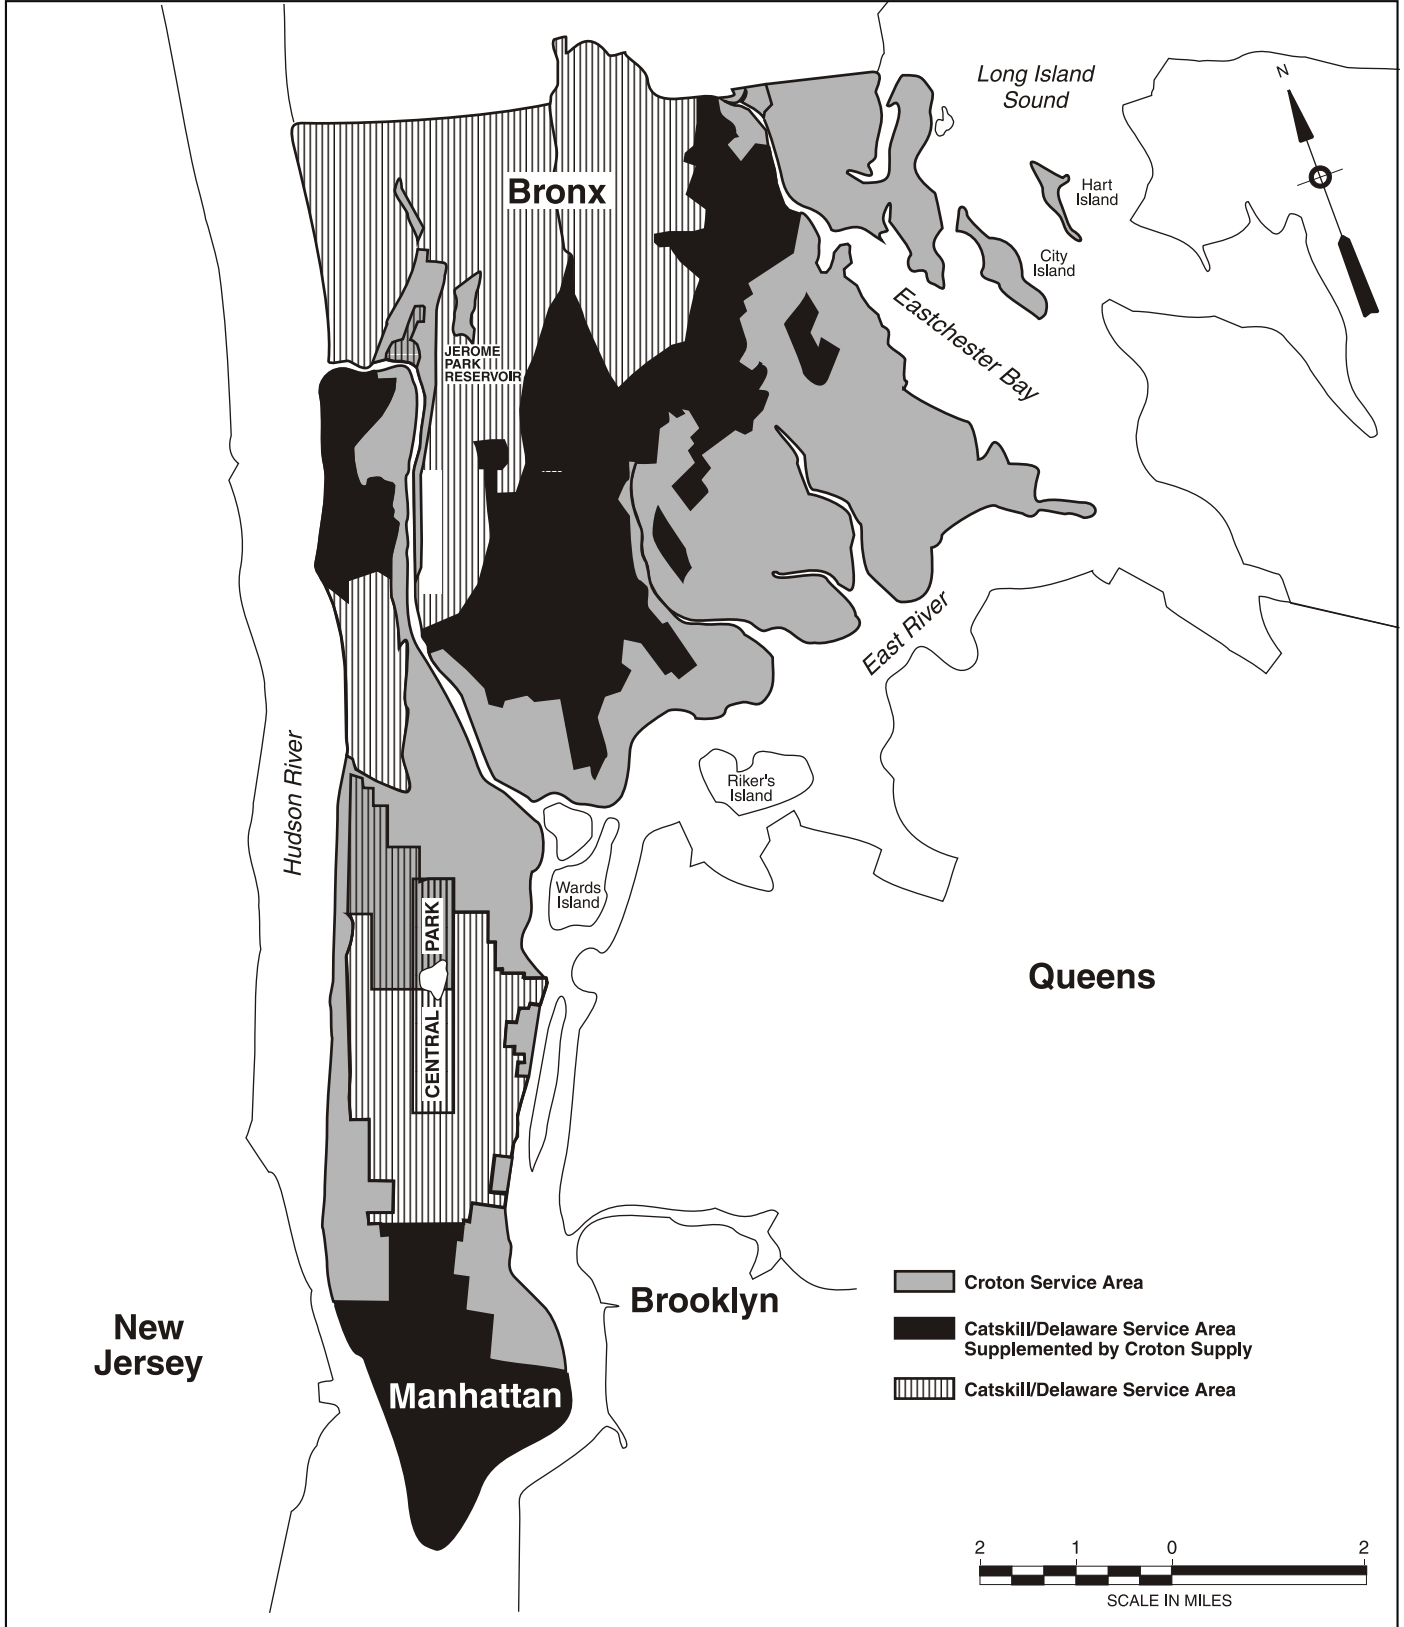 N
Long Island
Sound
Hart
Island
Bronx
City
Island
Eastchester Bay
JEROME
PARK
RESERVOIR
East River
Hudson River
Riker's
Island
Wards
Island
CENTRAL PARK
Queens
Croton Service Area
Brooklyn
Catskill/Delaware Service Area
Supplemented by Croton Supply
New
Jersey
Catskill/Delaware Service Area
Manhattan
2 1 0 2
SCALE IN MILES